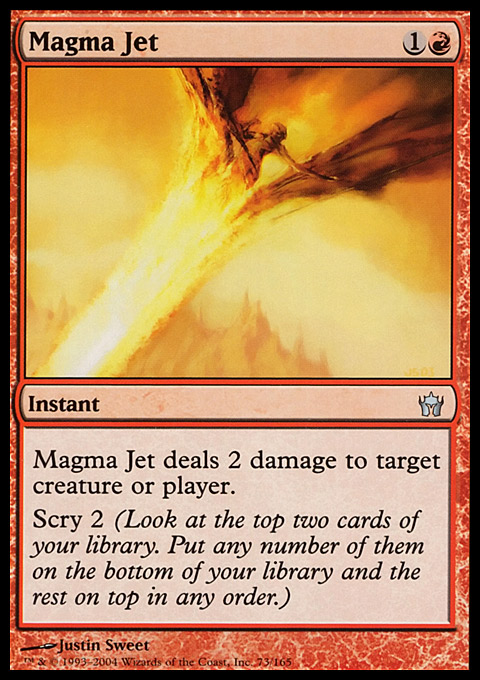 Magma Jet 1
Instant
Magma Jet deals 2 damage to target
creature or player.
Scry 2 (Look at the top two cards of
your library. Put any number of them
on the bottom of your library and the
rest on top in any order.)
Justin Sweet
™ & © 1993-2004 Wizards of the Coast, Inc. 73/165